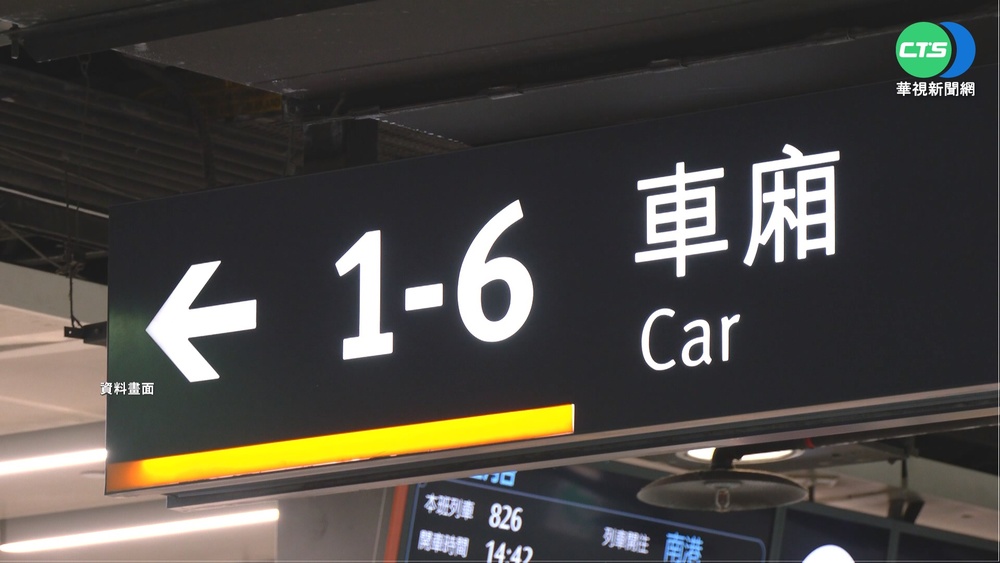 CTS
華視新聞網
← 1-6 車廂
Car
資料畫面
本班列車 826
開車時間 14:42
列車開往 南港